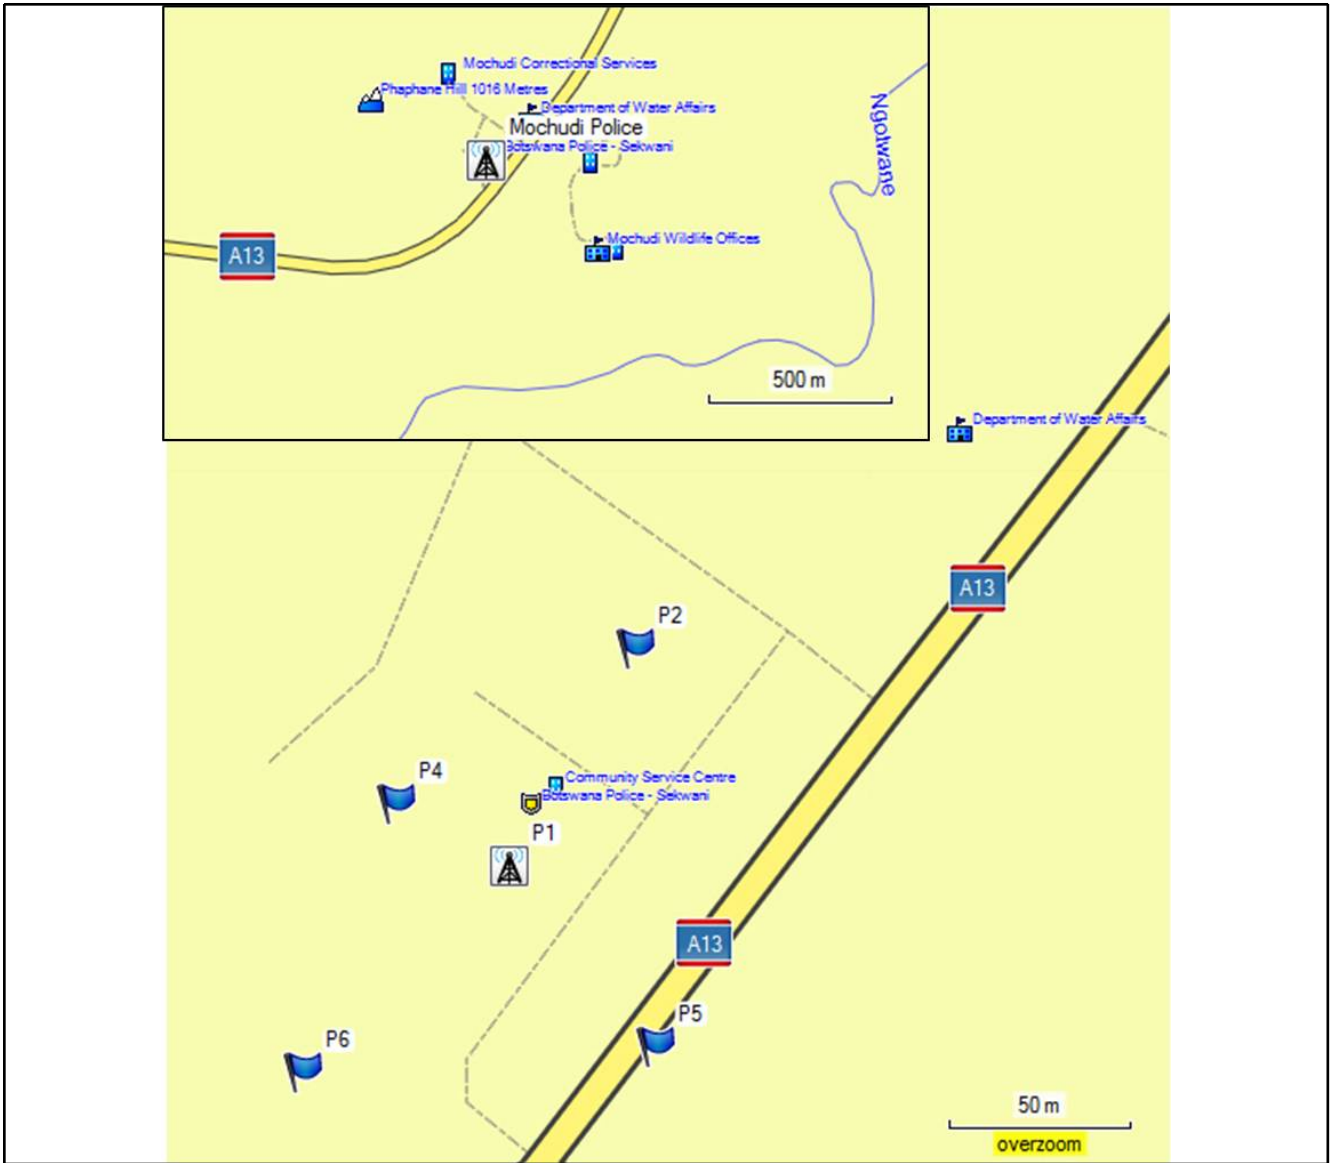 Mochudi Correctional Services
Phaphane Hill 1016 Metres
Department of Water Affairs
Mochudi Police
Botswana Police - Sekwani
Ngotwane
Mochudi Wildlife Offices
A13
500 m
Department of Water Affairs
A13
P2
P4
Community Service Centre
Botswana Police - Sekwani
P1
A13
P5
P6
50 m
overzoom